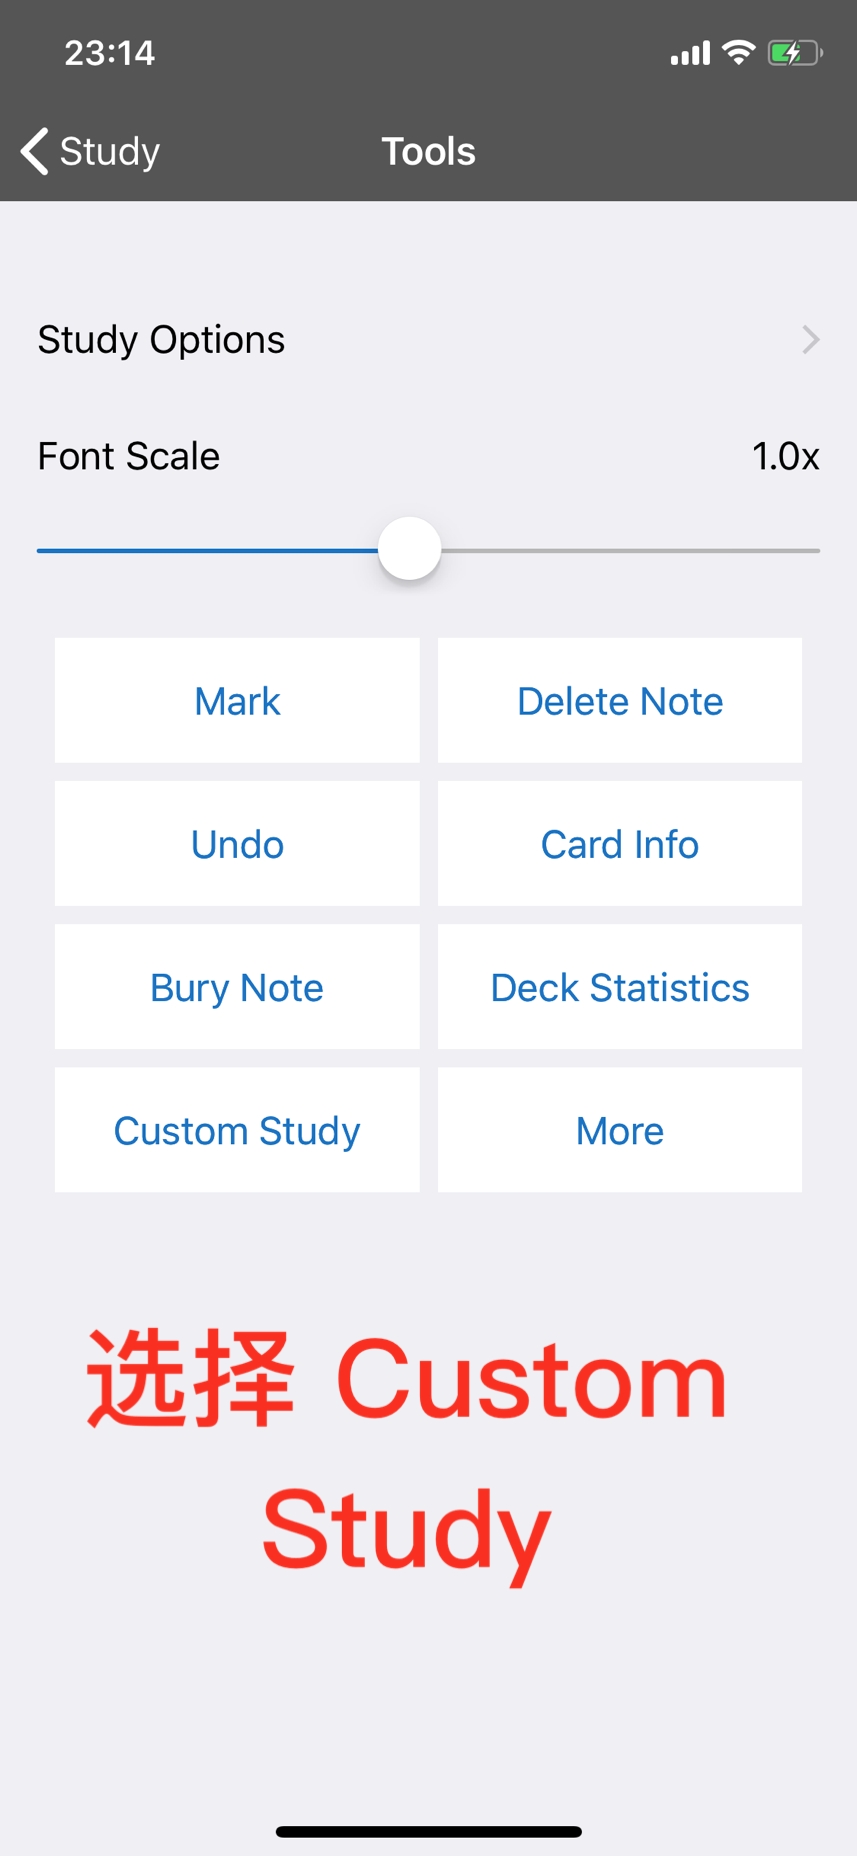 23:14
Study
Tools
Study Options
Font Scale
1.0x
Mark
Delete Note
Undo
Card Info
Bury Note
Deck Statistics
Custom Study
More
选择 Custom
Study